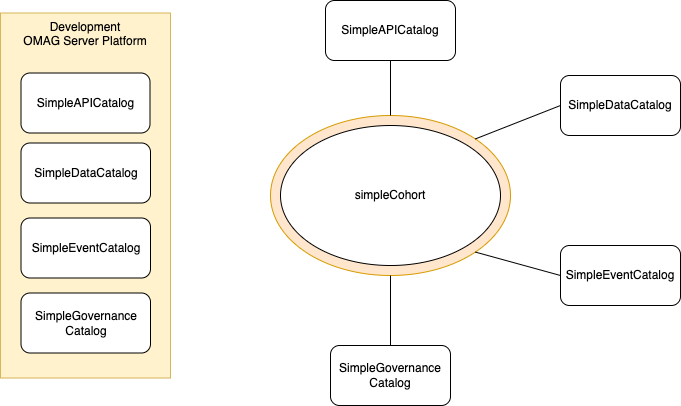 Development
OMAG Server Platform
SimpleAPICatalog
SimpleDataCatalog
SimpleEventCatalog
SimpleGovernance
Catalog
SimpleAPICatalog
SimpleDataCatalog
simpleCohort
SimpleEventCatalog
SimpleGovernance
Catalog